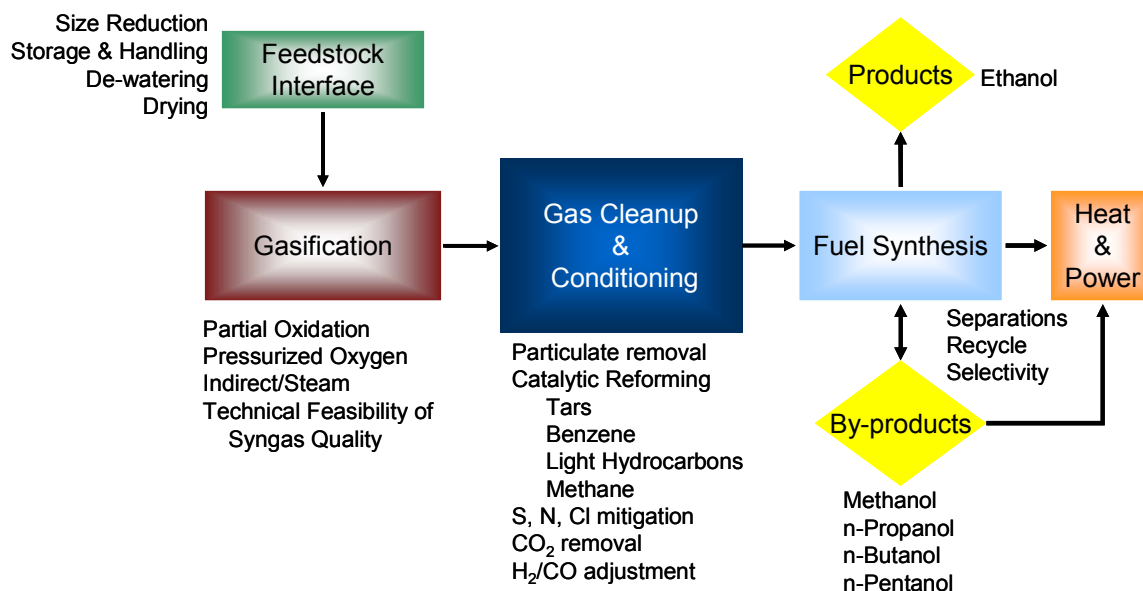 Size Reduction
Storage & Handling
De-watering
Drying
Feedstock
Interface
Products
Ethanol
Gasification
Partial Oxidation
Pressurized Oxygen
Indirect/Steam
Technical Feasibility of
Syngas Quality
Gas Cleanup
&
Conditioning
Particulate removal
Catalytic Reforming
Tars
Benzene
Light Hydrocarbons
Methane
S, N, Cl mitigation
CO₂ removal
H₂/CO adjustment
Fuel Synthesis
Heat
&
Power
Separations
Recycle
Selectivity
By-products
Methanol
n-Propanol
n-Butanol
n-Pentanol